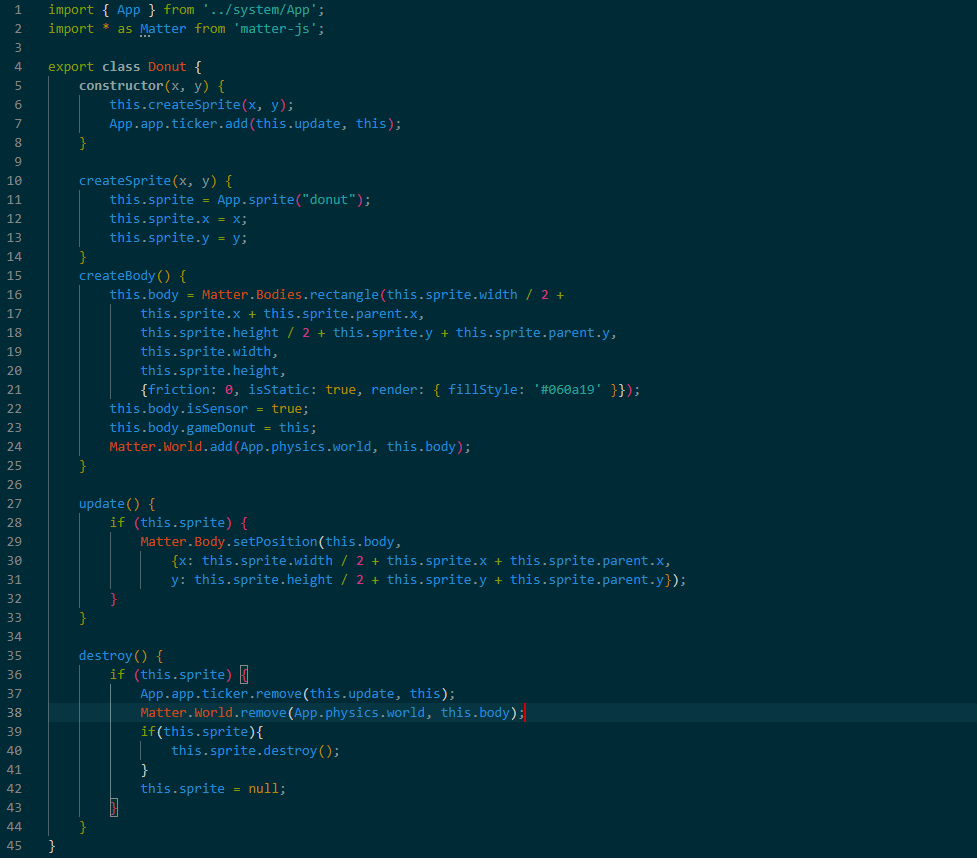 1 import { App } from '../system/App';
2 import * as Matter from 'matter-js';
3
4 export class Donut {
5     constructor(x, y) {
6         this.createSprite(x, y);
7         App.app.ticker.add(this.update, this);
8     }
9
10     createSprite(x, y) {
11         this.sprite = App.sprite("donut");
12         this.sprite.x = x;
13         this.sprite.y = y;
14     }
15     createBody() {
16         this.body = Matter.Bodies.rectangle(this.sprite.width / 2 +
17             this.sprite.x + this.sprite.parent.x,
18             this.sprite.height / 2 + this.sprite.y + this.sprite.parent.y,
19             this.sprite.width,
20             this.sprite.height,
21             {friction: 0, isStatic: true, render: { fillStyle: '#060a19' }});
22         this.body.isSensor = true;
23         this.body.gameDonut = this;
24         Matter.World.add(App.physics.world, this.body);
25     }
26
27     update() {
28         if (this.sprite) {
29             Matter.Body.setPosition(this.body,
30                 {x: this.sprite.width / 2 + this.sprite.x + this.sprite.parent.x,
31                 y: this.sprite.height / 2 + this.sprite.y + this.sprite.parent.y});
32         }
33     }
34
35     destroy() {
36         if (this.sprite) {
37             App.app.ticker.remove(this.update, this);
38             Matter.World.remove(App.physics.world, this.body);
39             if(this.sprite){
40                 this.sprite.destroy();
41             }
42             this.sprite = null;
43         }
44     }
45 }